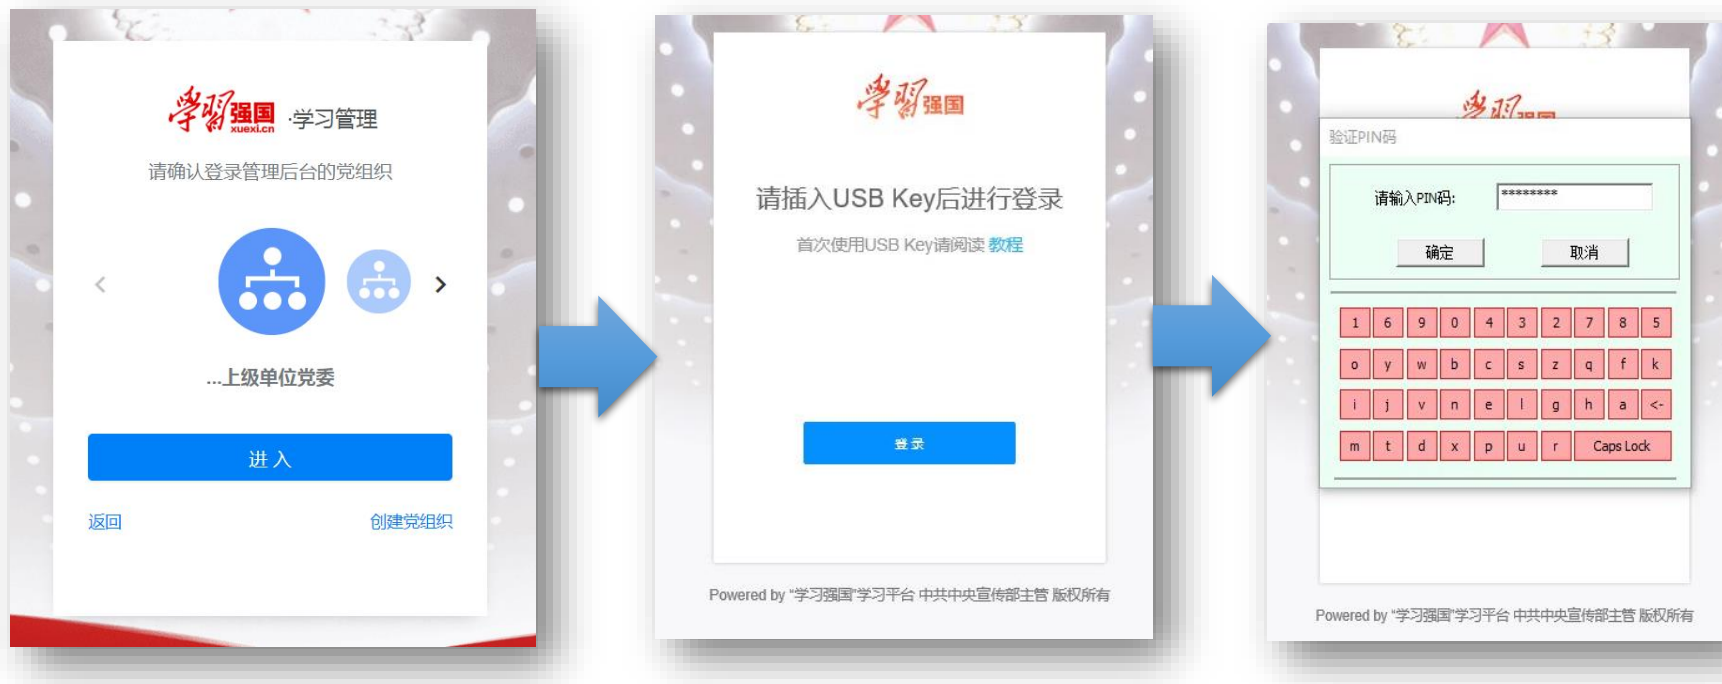 学习强国
xuexi.cn
·学习管理
请确认登录管理后台的党组织
...上级单位党委
进 入
返回
创建党组织
学习强国
请插入USB Key后进行登录
首次使用USB Key请阅读 教程
登 录
Powered by “学习强国”学习平台 中共中央宣传部主管 版权所有
学习强国
验证PIN码
请输入PIN码:
********
确定
取消
1 6 9 0 4 3 2 7 8 5
o y w b c s z q f k
i j v n e l g h a <-
m t d x p u r Caps Lock
Powered by “学习强国”学习平台 中共中央宣传部主管 版权所有